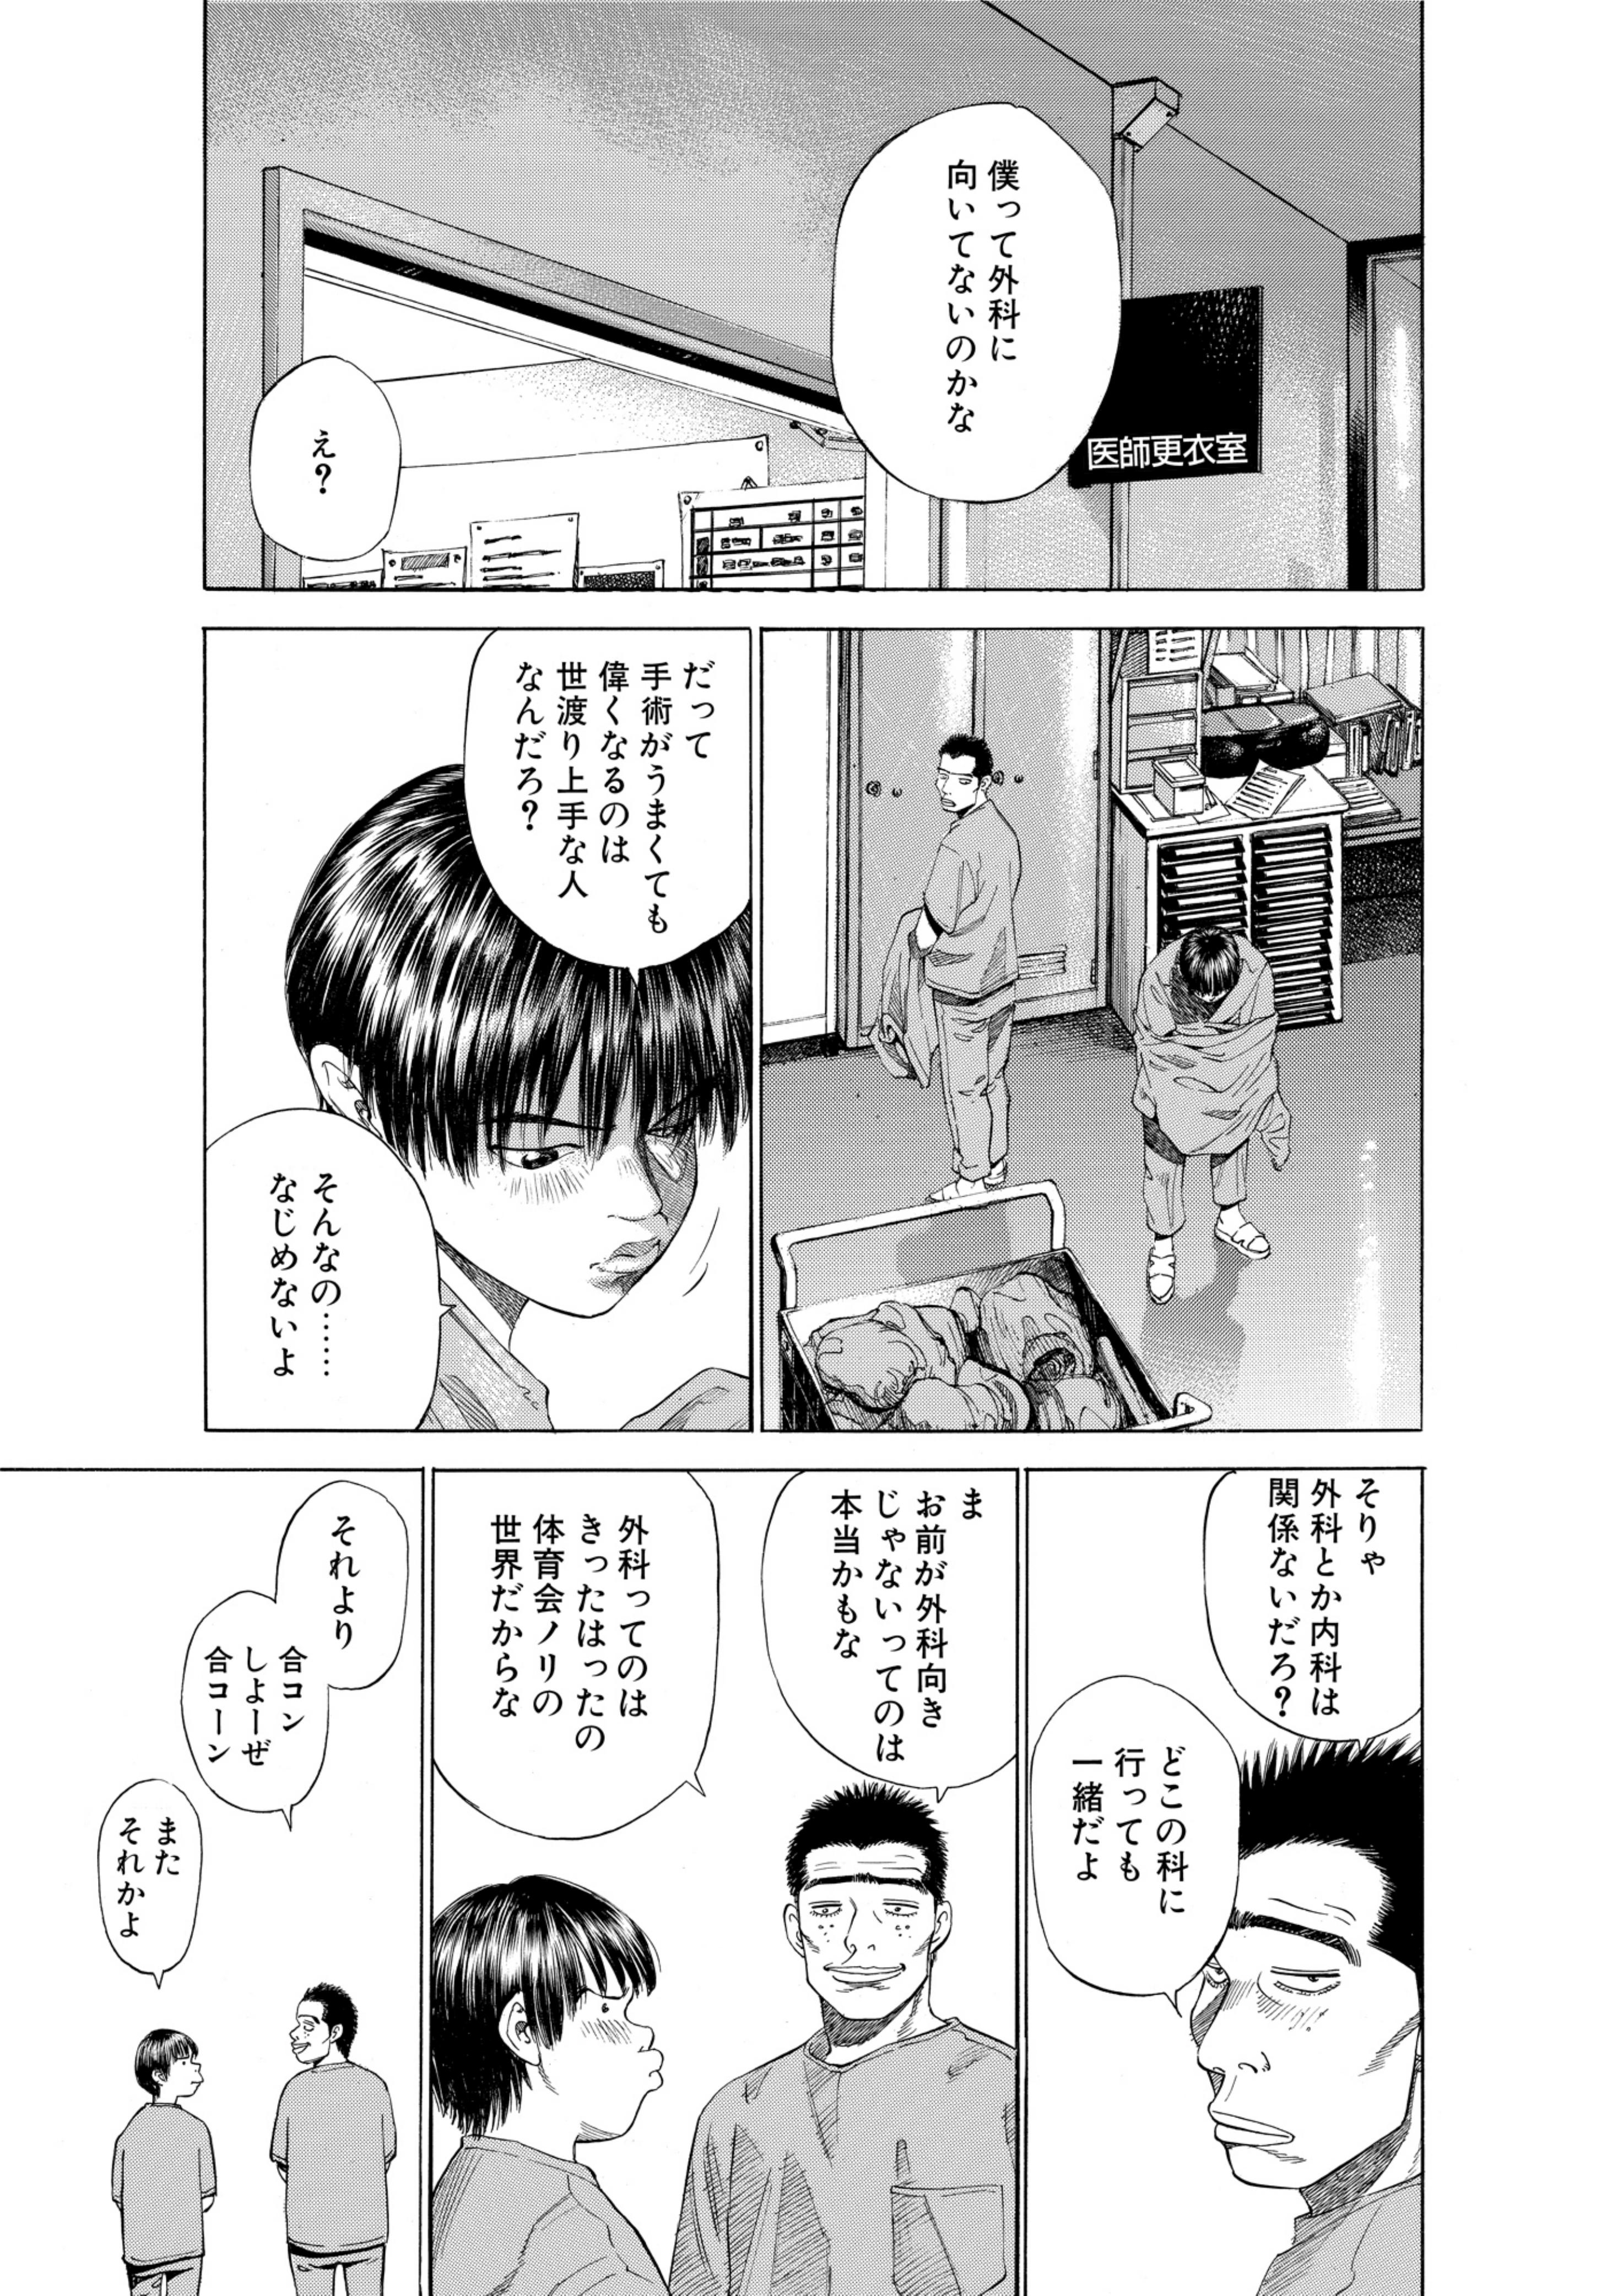 僕って外科に
向いてないのかな
医師更衣室
え？
だって
手術がうまくても
偉くなるのは
世渡り上手な人
なんだろ？
そんなの……
なじめないよ
そりゃ
外科とか内科は
関係ないだろ？
どこの科に
行っても
一緒だよ
ま
お前が外科向き
じゃないってのは
本当かもな
外科ってのは
きったはったの
体育会ノリの
世界だからな
それより
合コン
しよーぜ
合コーン
また
それかよ